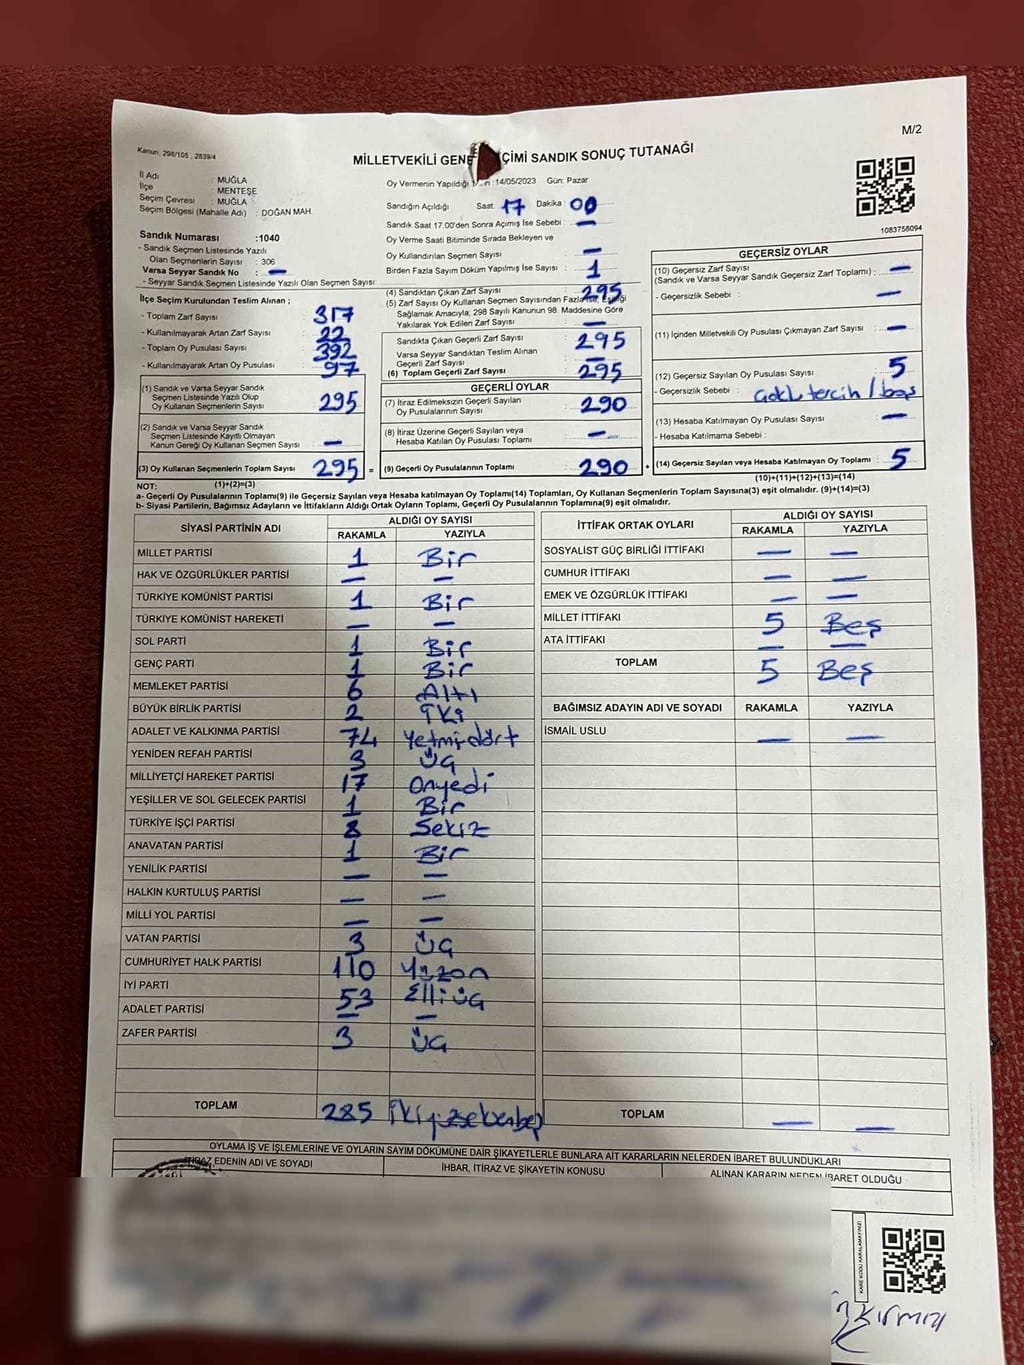 M/2
Kanun: 298/105 , 2839/4
MİLLETVEKİLİ GENE ÇİMİ SANDIK SONUÇ TUTANAĞI
İl Adı : MUĞLA
İlçe : MENTEŞE
Seçim Çevresi : MUĞLA
Seçim Bölgesi (Mahalle Adı) : DOĞAN MAH.
Oy Vermenin Yapıldığı :14/05/2023 Gün: Pazar
Sandığın Açıldığı Saat: 17 Dakika : 00
Sandık Saat 17:00'den Sonra Açımış İse Sebebi : —
Oy Verme Saati Bitiminde Sırada Bekleyen ve
Oy Kullandırılan Seçmen Sayısı —
Birden Fazla Sayım Döküm Yapılmış İse Sayısı : 1
1083758094
Sandık Numarası :1040
- Sandık Seçmen Listesinde Yazılı
Olan Seçmenlerin Sayısı : 306
Varsa Seyyar Sandık No : —
- Seyyar Sandık Seçmen Listesinde Yazılı Olan Seçmen Sayısı:
İlçe Seçim Kurulundan Teslim Alınan ;
- Toplam Zarf Sayısı : 317
- Kullanılmayarak Artan Zarf Sayısı : 22
- Toplam Oy Pusulası Sayısı : 392
- Kullanılmayarak Artan Oy Pusulası : 97
(1) Sandık ve Varsa Seyyar Sandık
Seçmen Listesinde Yazılı Olup
Oy Kullanan Seçmenlerin Sayısı : 295
(2) Sandık ve Varsa Seyyar Sandık
Seçmen Listesinde Kayıtlı Olmayan
Kanun Gereği Oy Kullanan Seçmen Sayısı : —
(3) Oy Kullanan Seçmenlerin Toplam Sayısı : 295 =
(1)+(2)=(3)
(4) Sandıktan Çıkan Zarf Sayısı : 295
(5) Zarf Sayısı Oy Kullanan Seçmen Sayısından Fazla İse, Eşitliği
Sağlamak Amacıyla; 298 Sayılı Kanunun 98. Maddesine Göre
Yakılarak Yok Edilen Zarf Sayısı : —
Sandıkta Çıkan Geçerli Zarf Sayısı : 295
Varsa Seyyar Sandıktan Teslim Alınan
Geçerli Zarf Sayısı : —
(6) Toplam Geçerli Zarf Sayısı : 295
GEÇERLİ OYLAR
(7) İtiraz Edilmeksizin Geçerli Sayılan
Oy Pusulalarının Sayısı : 290
(8) İtiraz Üzerine Geçerli Sayılan veya
Hesaba Katılan Oy Pusulası Toplamı : —
(9) Geçerli Oy Pusulalarının Toplamı : 290 +
GEÇERSİZ OYLAR
(10) Geçersiz Zarf Sayısı
(Sandık ve Varsa Seyyar Sandık Geçersiz Zarf Toplamı) : —
- Geçersizlik Sebebi : —
(11) İçinden Milletvekili Oy Pusulası Çıkmayan Zarf Sayısı : —
(12) Geçersiz Sayılan Oy Pusulası Sayısı : 5
- Geçersizlik Sebebi : Çoklu tercih / boş
(13) Hesaba Katılmayan Oy Pusulası Sayısı : —
- Hesaba Katılmama Sebebi :
(14) Geçersiz Sayılan veya Hesaba Katılmayan Oy Toplamı : 5
(10)+(11)+(12)+(13)=(14)
NOT:
a- Geçerli Oy Pusulalarının Toplamı(9) ile Geçersiz Sayılan veya Hesaba katılmayan Oy Toplamı(14) Toplamları, Oy Kullanan Seçmenlerin Toplam Sayısına(3) eşit olmalıdır. (9)+(14)=(3)
b- Siyasi Partilerin, Bağımsız Adayların ve İttifakların Aldığı Ortak Oyların Toplamı, Geçerli Oy Pusulalarının Toplamına(9) eşit olmalıdır.
SİYASİ PARTİNİN ADI ALDIĞI OY SAYISI
RAKAMLA YAZIYLA
MİLLET PARTİSİ 1 Bir
HAK VE ÖZGÜRLÜKLER PARTİSİ — —
TÜRKİYE KOMÜNİST PARTİSİ 1 Bir
TÜRKİYE KOMÜNİST HAREKETİ — —
SOL PARTİ 1 Bir
GENÇ PARTİ 1 Bir
MEMLEKET PARTİSİ 6 Altı
BÜYÜK BİRLİK PARTİSİ 2 İki
ADALET VE KALKINMA PARTİSİ 74 Yetmişdört
YENİDEN REFAH PARTİSİ 3 Üç
MİLLİYETÇİ HAREKET PARTİSİ 17 Onyedi
YEŞİLLER VE SOL GELECEK PARTİSİ 1 Bir
TÜRKİYE İŞÇİ PARTİSİ 8 Sekiz
ANAVATAN PARTİSİ 1 Bir
YENİLİK PARTİSİ — —
HALKIN KURTULUŞ PARTİSİ — —
MİLLİ YOL PARTİSİ — —
VATAN PARTİSİ 3 Üç
CUMHURİYET HALK PARTİSİ 110 Yüzon
İYİ PARTİ 53 Elliüç
ADALET PARTİSİ — —
ZAFER PARTİSİ 3 Üç
TOPLAM 285 İkiyüzseksenbeş
İTTİFAK ORTAK OYLARI ALDIĞI OY SAYISI
RAKAMLA YAZIYLA
SOSYALİST GÜÇ BİRLİĞİ İTTİFAKI — —
CUMHUR İTTİFAKI — —
EMEK VE ÖZGÜRLÜK İTTİFAKI — —
MİLLET İTTİFAKI 5 Beş
ATA İTTİFAKI — —
TOPLAM 5 Beş
BAĞIMSIZ ADAYIN ADI VE SOYADI RAKAMLA YAZIYLA
İSMAİL USLU — —
TOPLAM — —
OYLAMA İŞ VE İŞLEMLERİNE VE OYLARIN SAYIM DÖKÜMÜNE DAİR ŞİKAYETLERLE BUNLARA AİT KARARLARIN NELERDEN İBARET BULUNDUKLARI
İTİRAZ EDENİN ADI VE SOYADI İHBAR, İTİRAZ VE ŞİKAYETİN KONUSU ALINAN KARARIN NEDEN İBARET OLDUĞU
KARE KODU KARALAMAYINIZ!